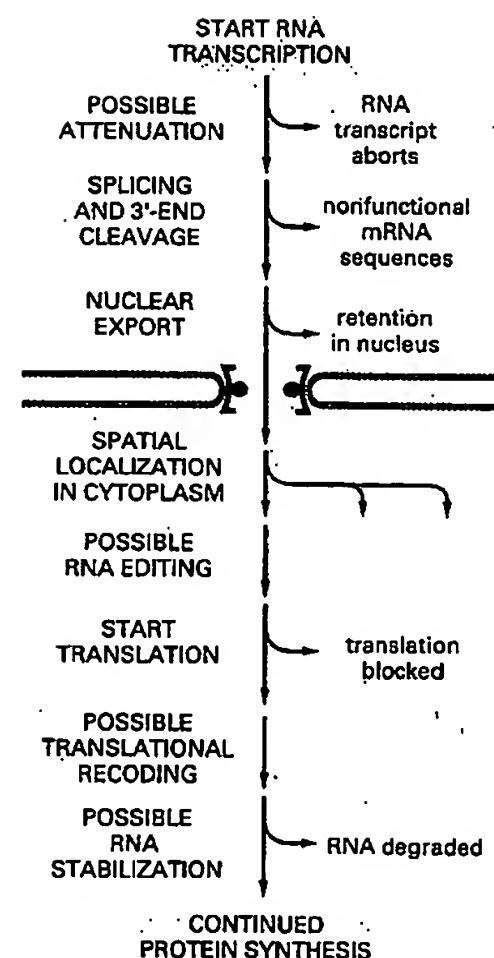 START RNA
TRANSCRIPTION
POSSIBLE
ATTENUATION
RNA
transcript
aborts
SPLICING
AND 3'-END
CLEAVAGE
nonfunctional
mRNA
sequences
NUCLEAR
EXPORT
retention
in nucleus
SPATIAL
LOCALIZATION
IN CYTOPLASM
POSSIBLE
RNA EDITING
START
TRANSLATION
translation
blocked
POSSIBLE
TRANSLATIONAL
RECODING
POSSIBLE
RNA
STABILIZATION
RNA degraded
CONTINUED
PROTEIN SYNTHESIS